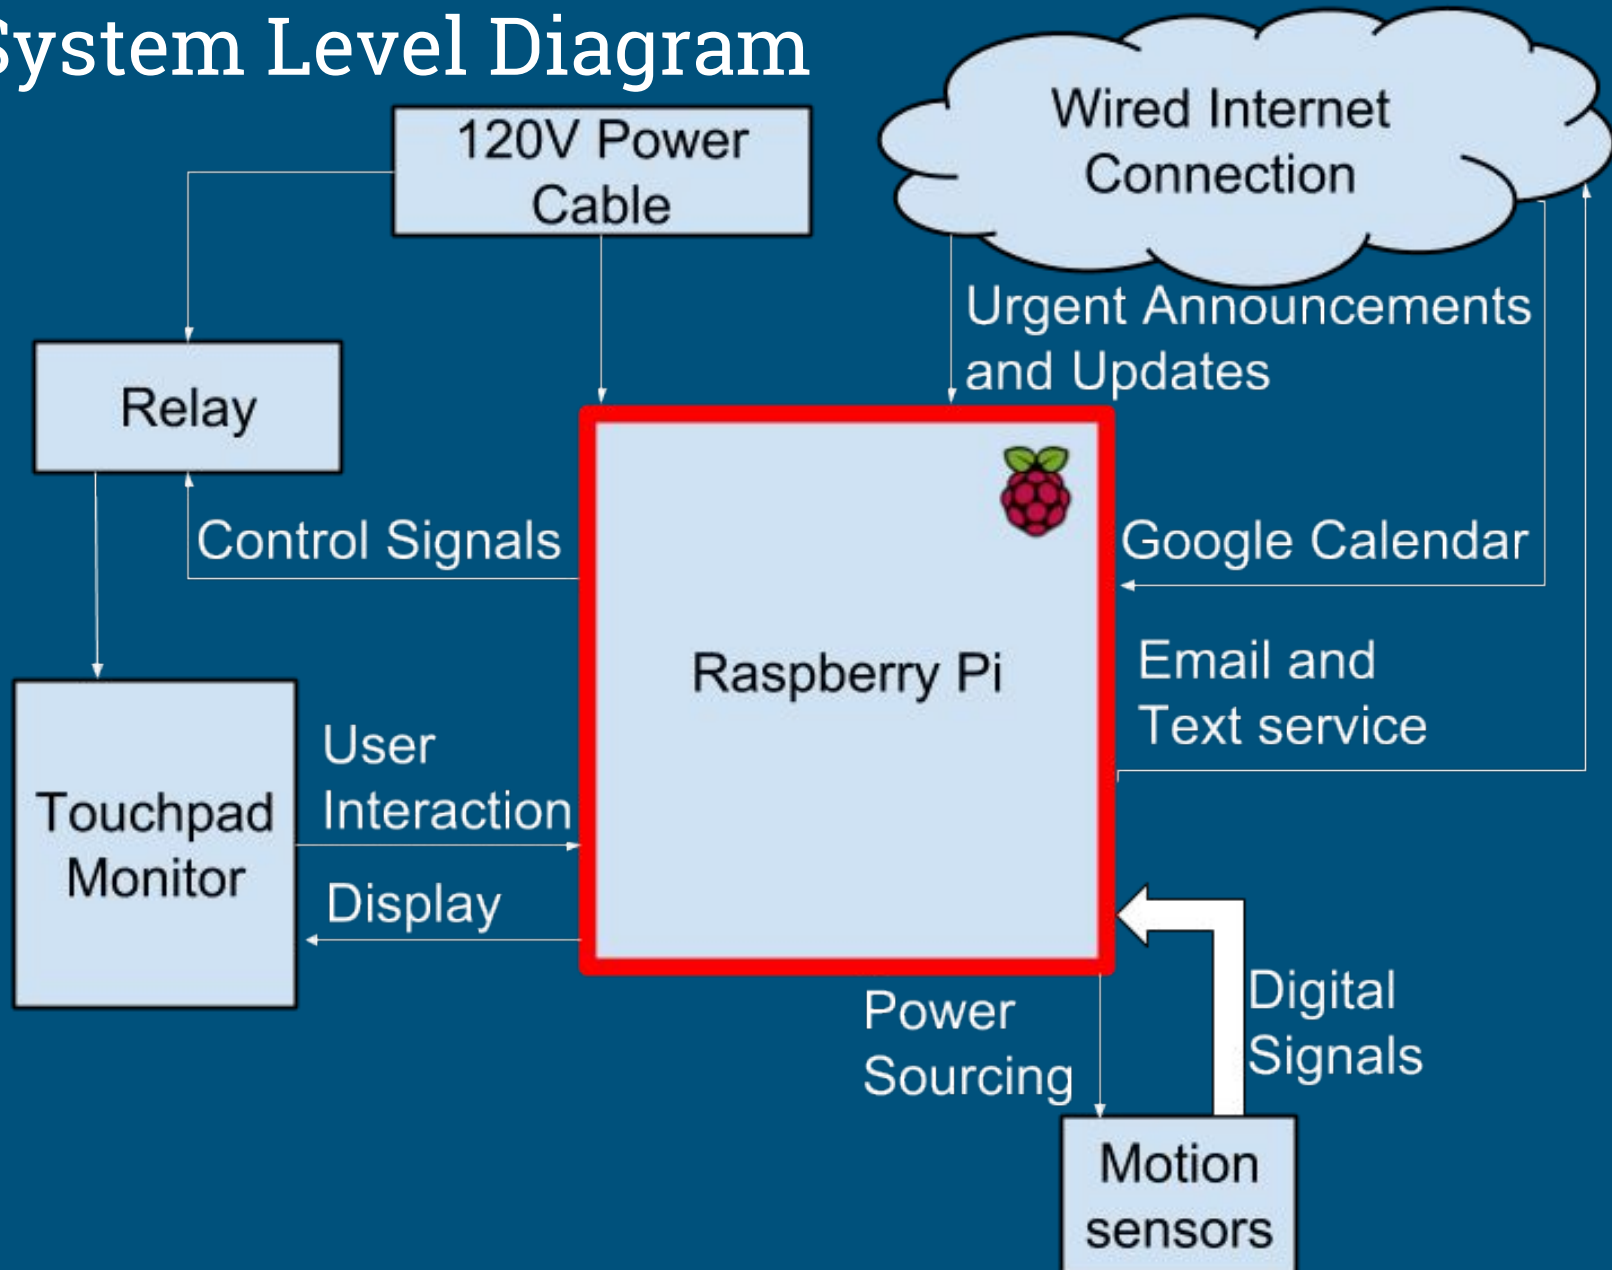 System Level Diagram
120V Power
Cable
Wired Internet
Connection
Urgent Announcements
and Updates
Relay
Control Signals
Google Calendar
Raspberry Pi
Email and
Text service
User
Interaction
Touchpad
Monitor
Display
Power
Sourcing
Digital
Signals
Motion
sensors